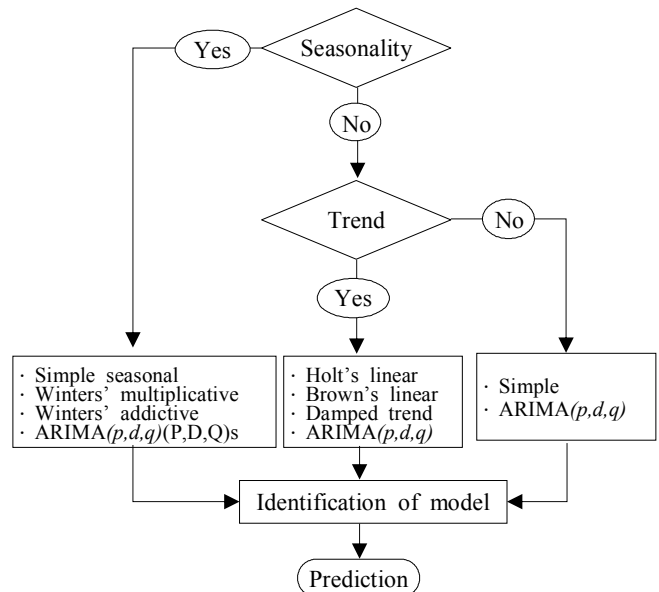 Seasonality
Yes
No
Trend
No
Yes
· Simple seasonal
· Winters' multiplicative
· Winters' addictive
· ARIMA(p,d,q)(P,D,Q)s
· Holt's linear
· Brown's linear
· Damped trend
· ARIMA(p,d,q)
· Simple
· ARIMA(p,d,q)
Identification of model
Prediction